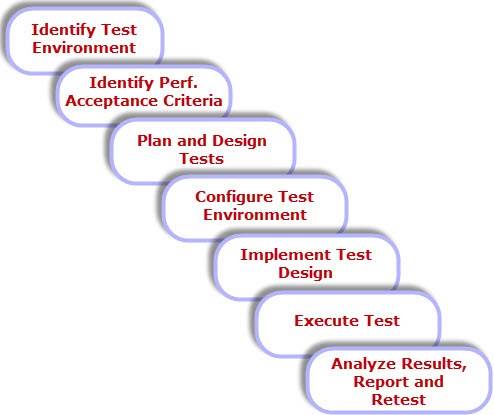 Identify Test
Environment
Identify Perf.
Acceptance Criteria
Plan and Design
Tests
Configure Test
Environment
Implement Test
Design
Execute Test
Analyze Results,
Report and
Retest